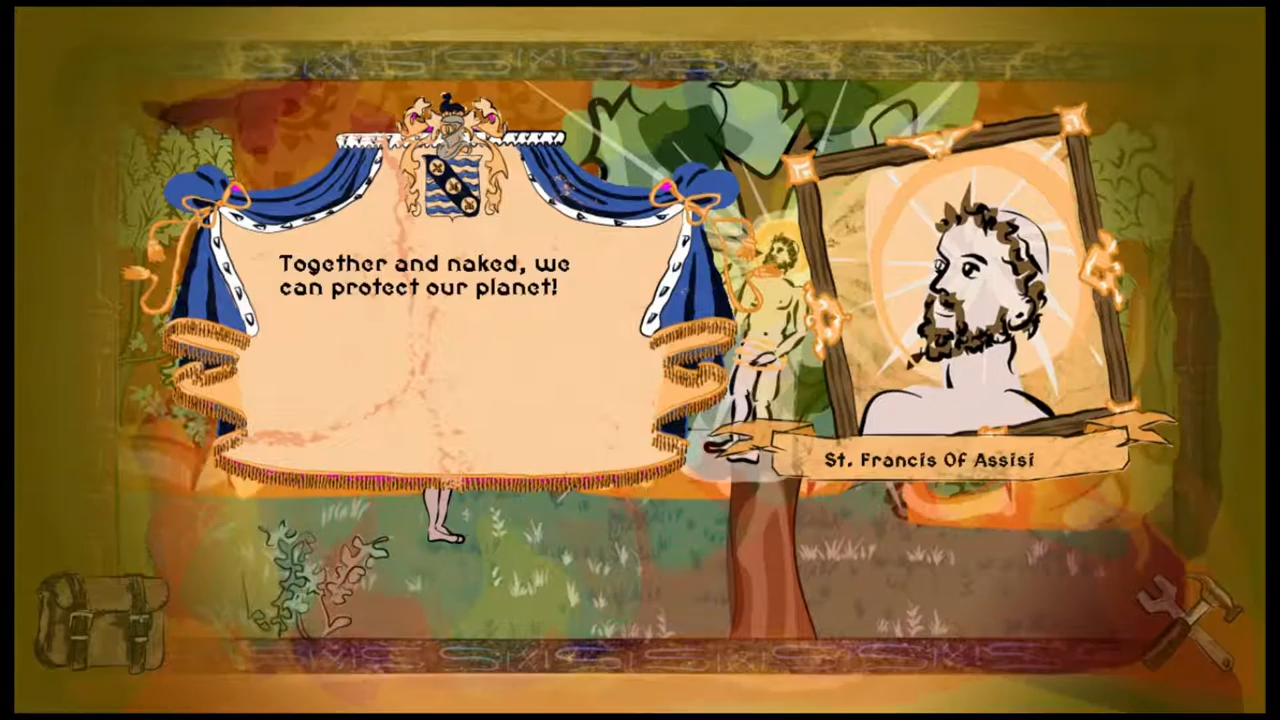 Together and naked, we
can protect our planet!
St. Francis Of Assisi